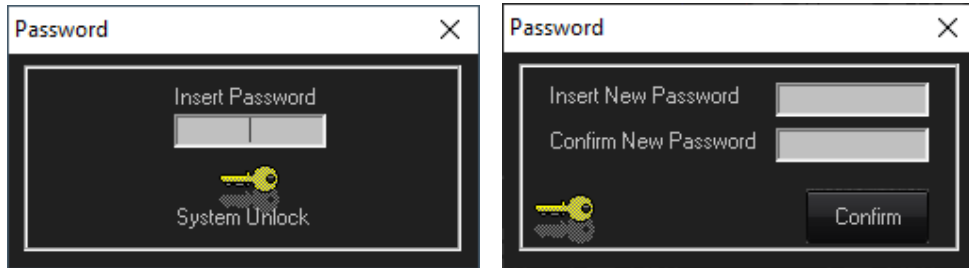 Password
Insert Password
System Unlock
Password
Insert New Password
Confirm New Password
Confirm